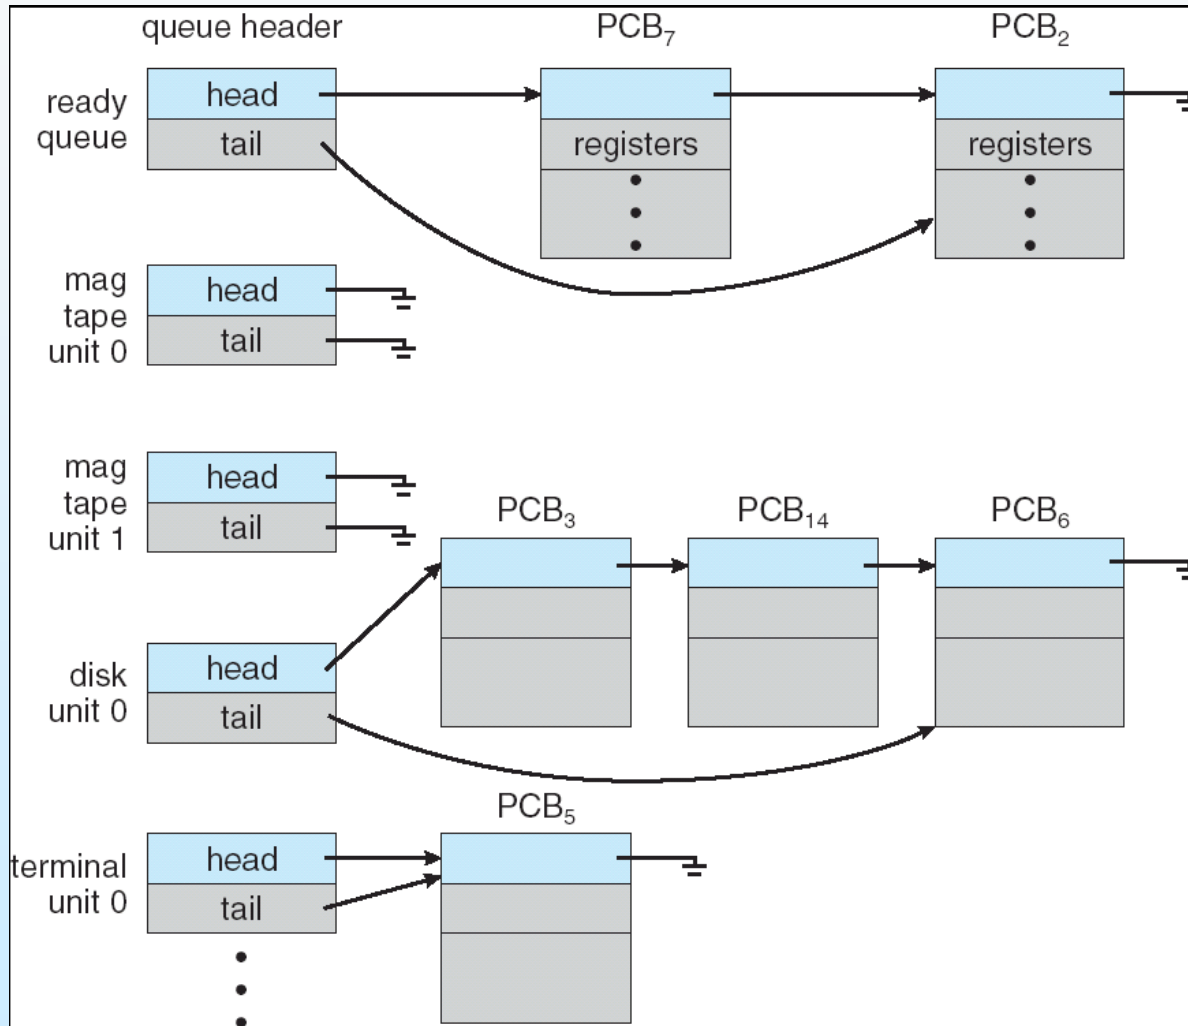 queue header
PCB₇
PCB₂
ready
queue
head
tail
registers
registers
mag
tape
unit 0
head
tail
mag
tape
unit 1
head
tail
PCB₃
PCB₁₄
PCB₆
disk
unit 0
head
tail
PCB₅
terminal
unit 0
head
tail